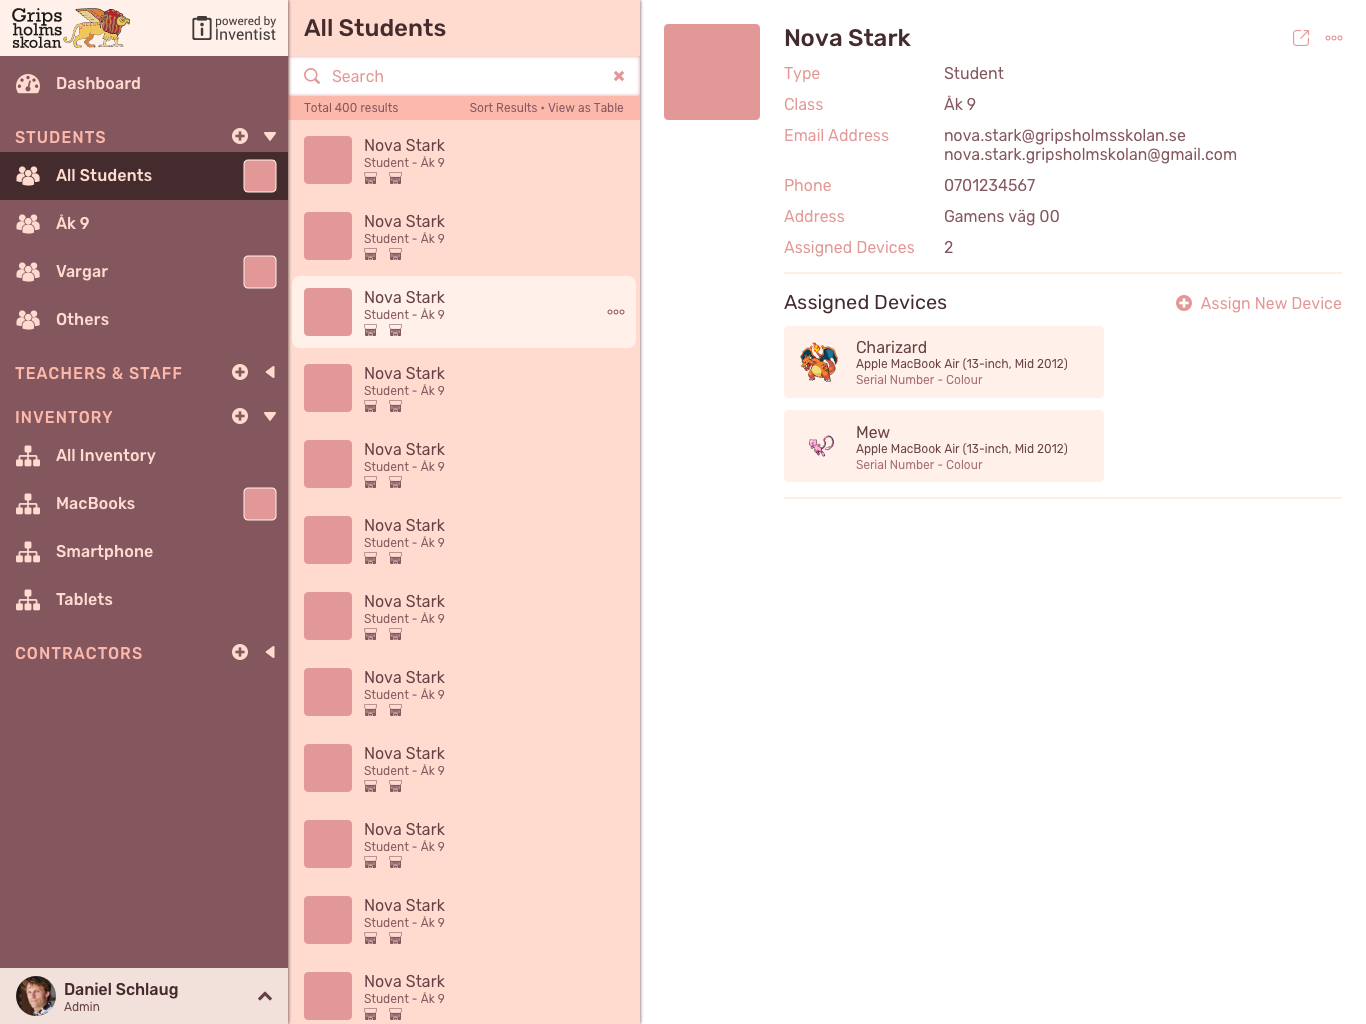 Grips
holms
skolan
powered by
Inventist
Dashboard
STUDENTS
All Students
Åk 9
Vargar
Others
TEACHERS & STAFF
INVENTORY
All Inventory
MacBooks
Smartphone
Tablets
CONTRACTORS
Daniel Schlaug
Admin
All Students
Search
Total 400 results
Sort Results • View as Table
Nova Stark
Student - Åk 9
Nova Stark
Student - Åk 9
Nova Stark
Student - Åk 9
Nova Stark
Student - Åk 9
Nova Stark
Student - Åk 9
Nova Stark
Student - Åk 9
Nova Stark
Student - Åk 9
Nova Stark
Student - Åk 9
Nova Stark
Student - Åk 9
Nova Stark
Student - Åk 9
Nova Stark
Student - Åk 9
Nova Stark
Student - Åk 9
Nova Stark
Type Student
Class Åk 9
Email Address nova.stark@gripsholmsskolan.se
nova.stark.gripsholmskolan@gmail.com
Phone 0701234567
Address Gamens väg 00
Assigned Devices 2
Assigned Devices
Assign New Device
Charizard
Apple MacBook Air (13-inch, Mid 2012)
Serial Number - Colour
Mew
Apple MacBook Air (13-inch, Mid 2012)
Serial Number - Colour